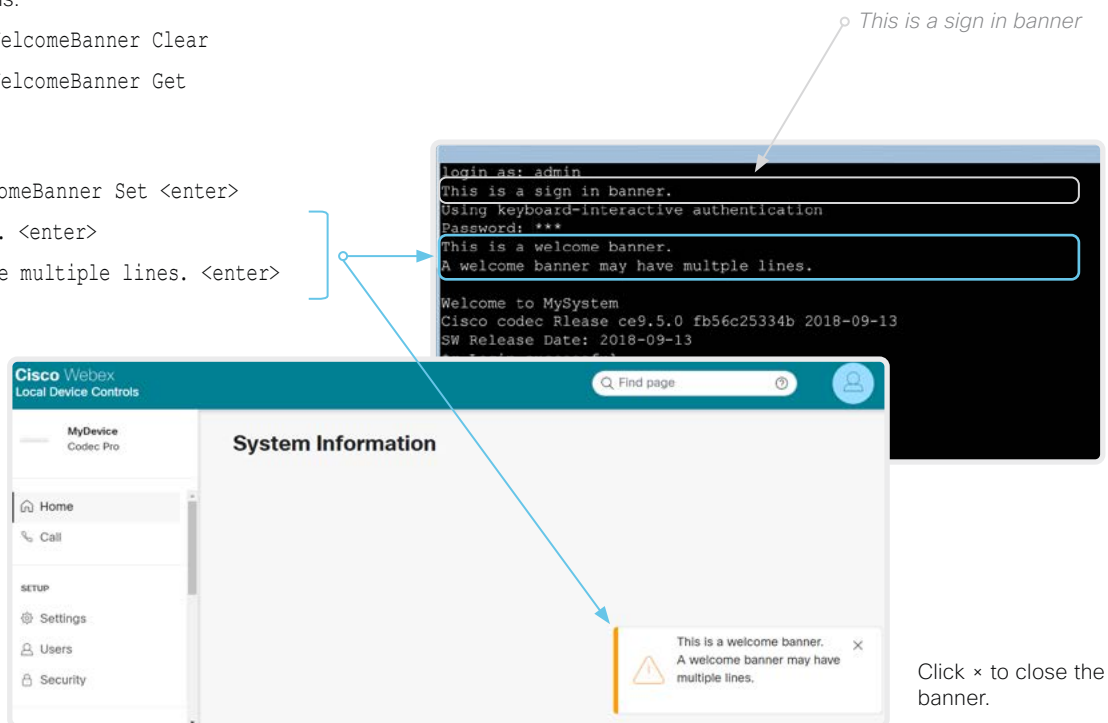 ns:
WelcomeBanner Clear
WelcomeBanner Get
comeBanner Set <enter>
. <enter>
e multiple lines. <enter>
This is a sign in banner
login as: admin
This is a sign in banner.
Using keyboard-interactive authentication
Password: ***
This is a welcome banner.
A welcome banner may have multple lines.
Welcome to MySystem
Cisco codec Rlease ce9.5.0 fb56c25334b 2018-09-13
SW Release Date: 2018-09-13
Cisco Webex
Local Device Controls
Find page
MyDevice
Codec Pro
System Information
Home
Call
SETUP
Settings
Users
Security
This is a welcome banner.
A welcome banner may have
multiple lines.
Click × to close the
banner.